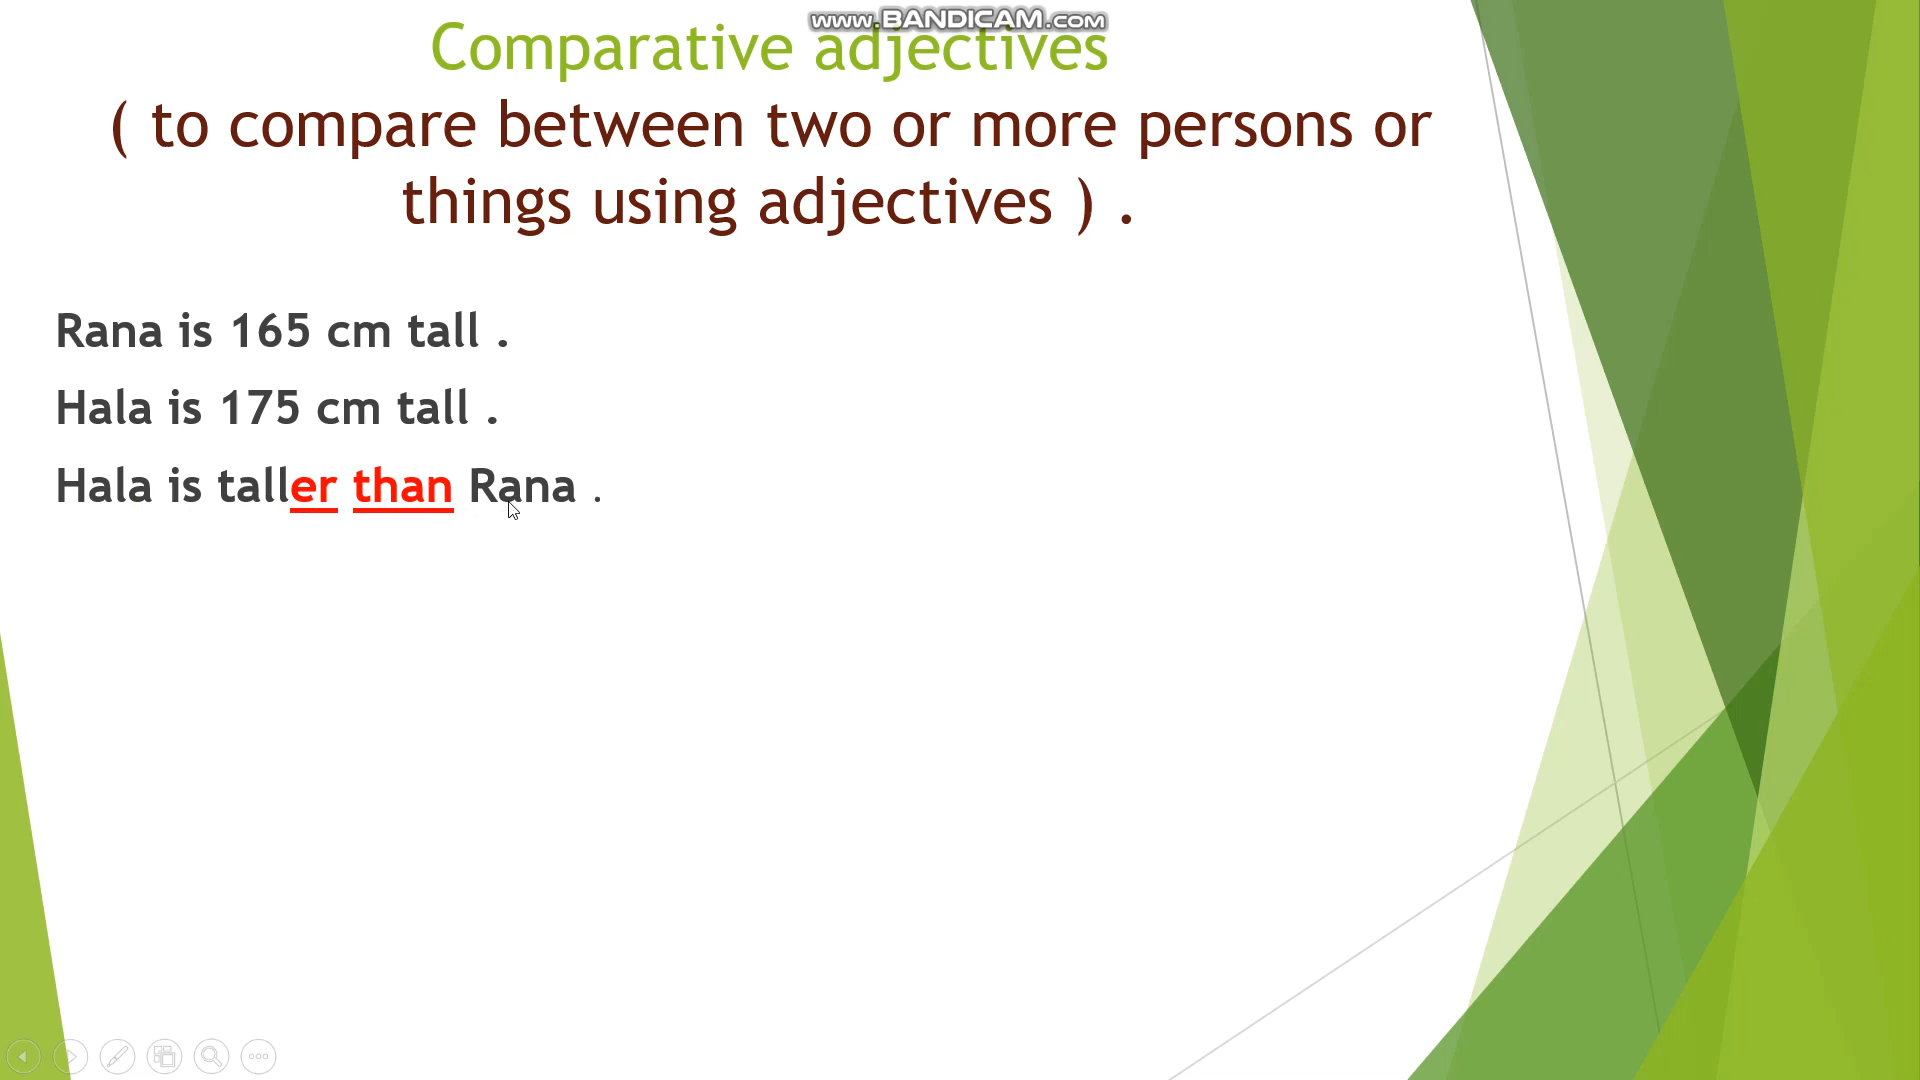 www.BANDICAM.com
Comparative adjectives
( to compare between two or more persons or
things using adjectives ) .
Rana is 165 cm tall .
Hala is 175 cm tall .
Hala is taller than Rana .